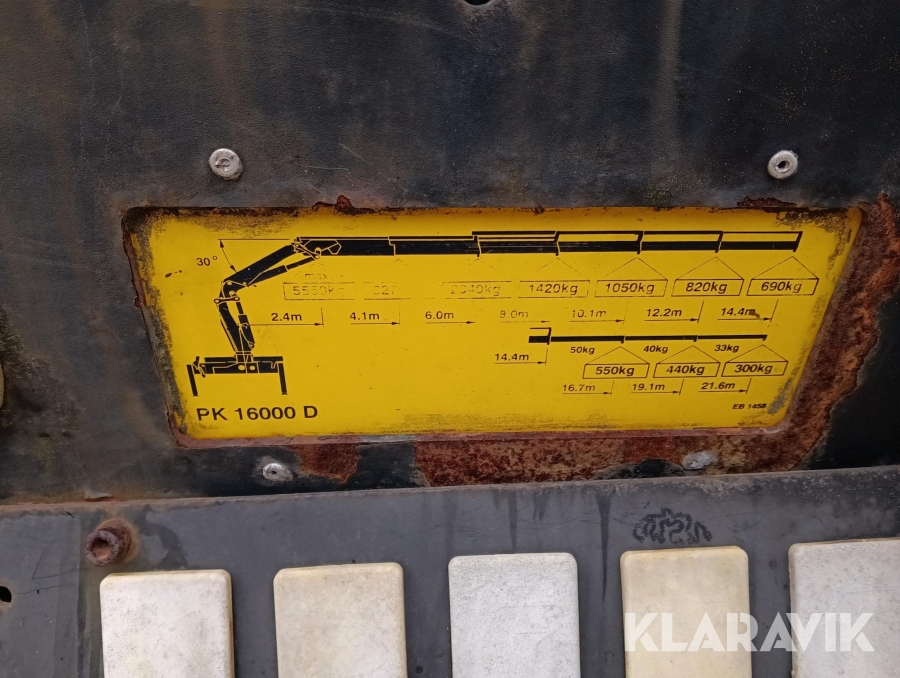 30°
max
1420kg 1050kg 820kg 690kg
2.4m 4.1m 6.0m 8.0m 10.1m 12.2m 14.4m
14.4m 50kg 40kg 33kg
550kg 440kg 300kg
16.7m 19.1m 21.6m
PK 16000 D
EB 1458
KLARAVIK